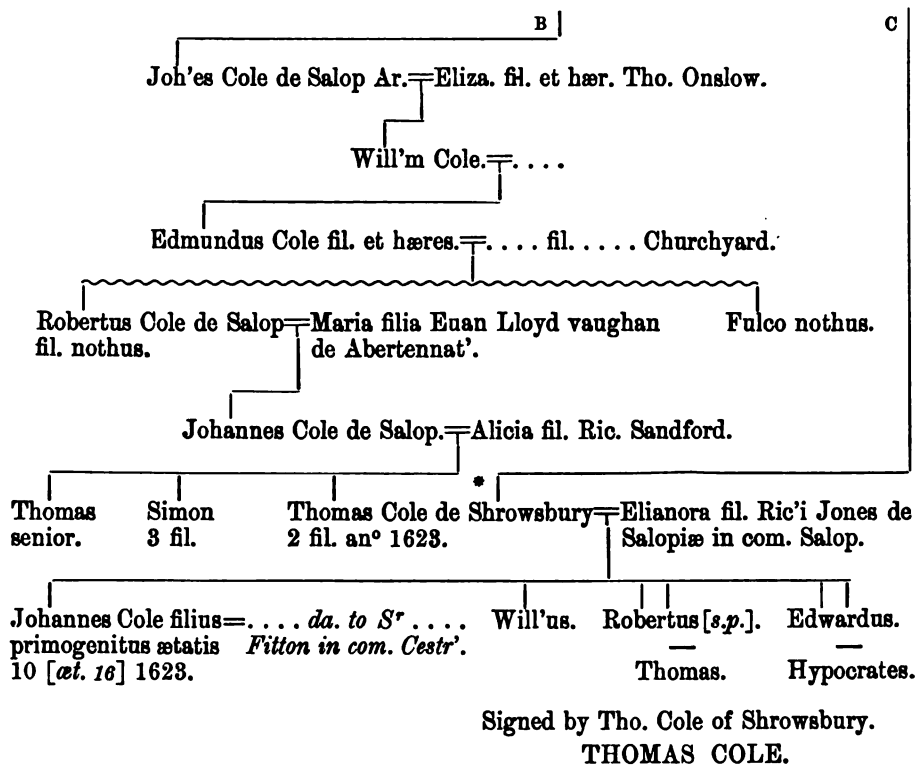 B C
Joh'es Cole de Salop Ar.=Eliza. fil. et hær. Tho. Onslow.
Will'm Cole.=. . . .
Edmundus Cole fil. et hæres.=. . . . fil. . . . . . Churchyard.
Robertus Cole de Salop=Maria filia Euan Lloyd vaughan Fulco nothus.
fil. nothus. de Abertennat'.
Johannes Cole de Salop.=Alicia fil. Ric. Sandford.
*
Thomas Simon Thomas Cole de Shrowsbury=Elianora fil. Ric'i Jones de
senior. 3 fil. 2 fil. anº 1623. Salopiæ in com. Salop.
Johannes Cole filius=. . . . da. to Sʳ . . . . Will'us. Robertus [s.p.]. Edwardus.
primogenitus ætatis Fitton in com. Cestr'. — —
10 [æt. 16] 1623. Thomas. Hypocrates.
Signed by Tho. Cole of Shrowsbury.
THOMAS COLE.